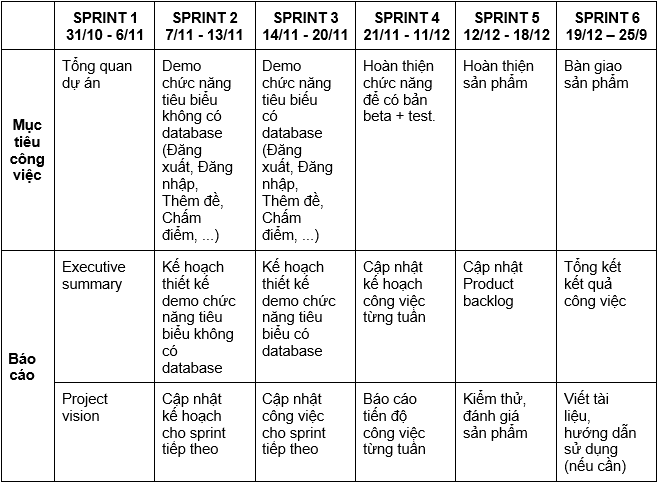 SPRINT 1
31/10 - 6/11
SPRINT 2
7/11 - 13/11
SPRINT 3
14/11 - 20/11
SPRINT 4
21/11 - 11/12
SPRINT 5
12/12 - 18/12
SPRINT 6
19/12 – 25/9
Mục
tiêu
công
việc
Tổng quan
dự án
Demo
chức năng
tiêu biểu
không có
database
(Đăng
xuất, Đăng
nhập,
Thêm đề,
Chấm
điểm, ...)
Demo
chức năng
tiêu biểu
có
database
(Đăng
xuất, Đăng
nhập,
Thêm đề,
Chấm
điểm, ...)
Hoàn thiện
chức năng
để có bản
beta + test.
Hoàn thiện
sản phẩm
Bàn giao
sản phẩm
Báo
cáo
Executive
summary
Kế hoạch
thiết kế
demo chức
năng tiêu
biểu không
có
database
Kế hoạch
thiết kế
demo chức
năng tiêu
biểu có
database
Cập nhật
kế hoạch
công việc
từng tuần
Cập nhật
Product
backlog
Tổng kết
kết quả
công việc
Project
vision
Cập nhật
kế hoạch
cho sprint
tiếp theo
Cập nhật
công việc
cho sprint
tiếp theo
Báo cáo
tiến độ
công việc
từng tuần
Kiểm thử,
đánh giá
sản phẩm
Viết tài
liệu,
hướng dẫn
sử dụng
(nếu cần)